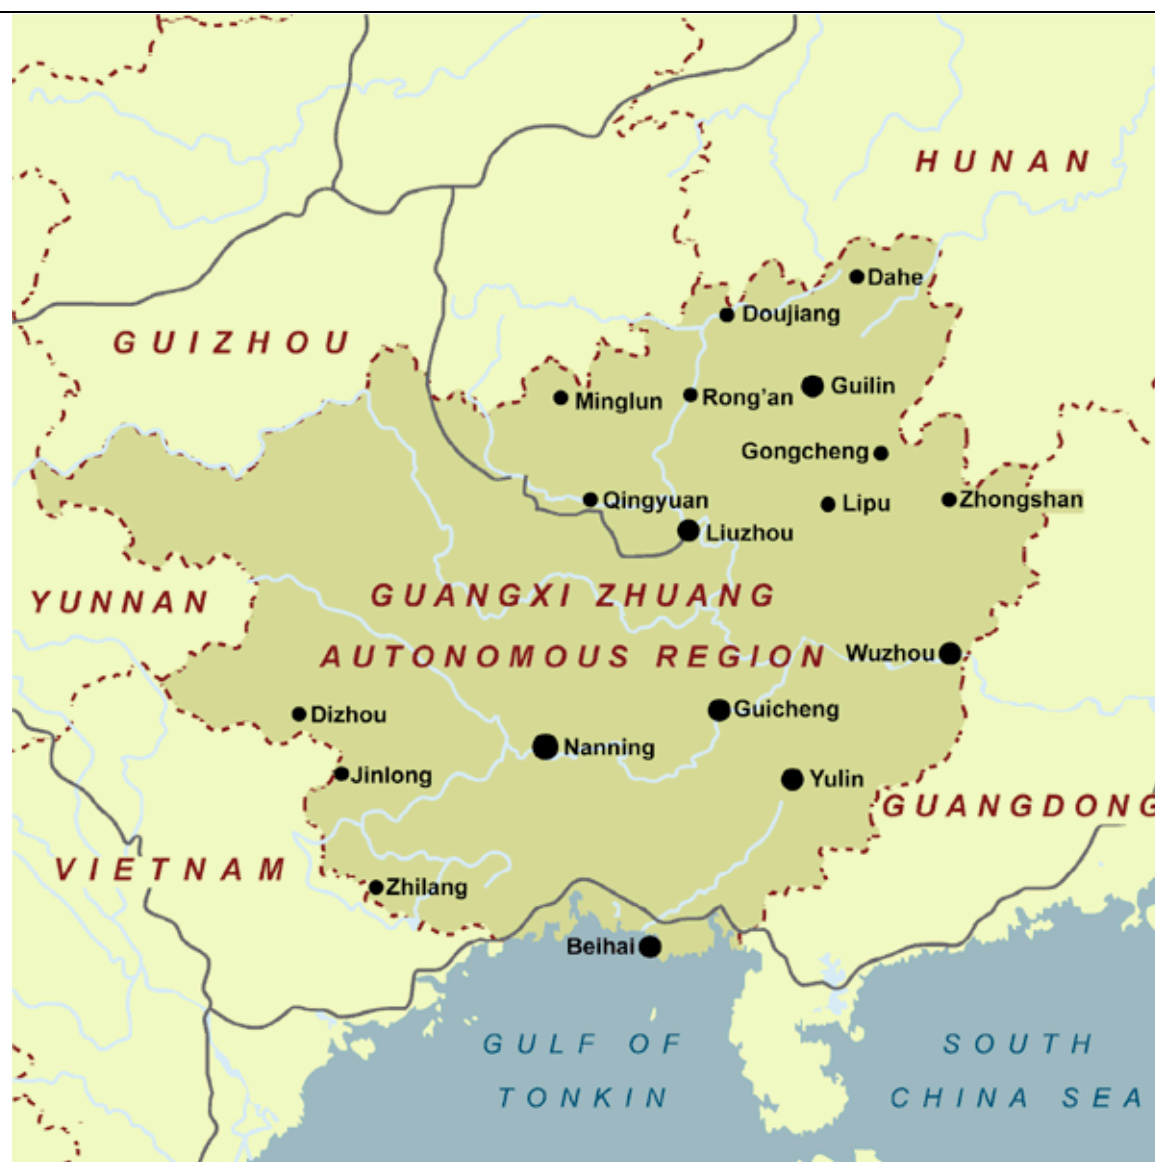 HUNAN
Dahe
Doujiang
GUIZHOU
Guilin
Minglun
Rong'an
Gongcheng
Qingyuan
Lipu
Zhongshan
Liuzhou
YUNNAN
GUANGXI ZHUANG
AUTONOMOUS REGION
Wuzhou
Dizhou
Guicheng
Nanning
Jinlong
Yulin
GUANGDONG
VIETNAM
Zhilang
Beihai
GULF OF
TONKIN
SOUTH
CHINA SEA